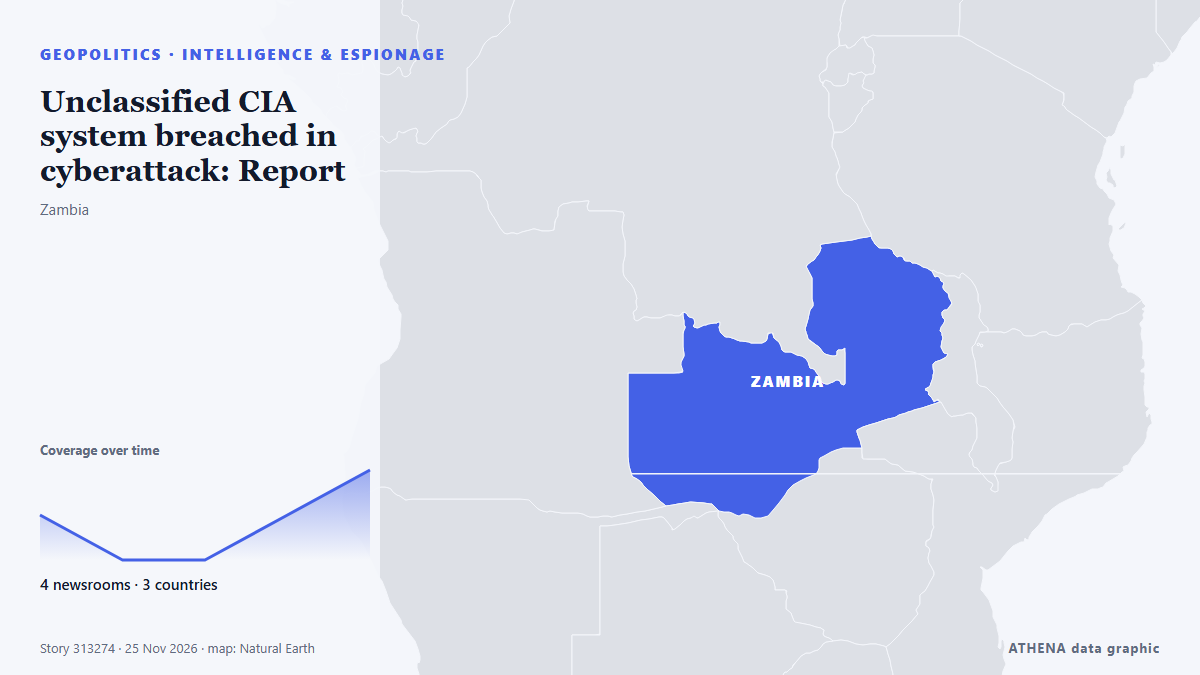 GEOPOLITICS · INTELLIGENCE & ESPIONAGE
Unclassified CIA
system breached in
cyberattack: Report
Zambia
ZAMBIA
Coverage over time
4 newsrooms · 3 countries
Story 313274 · 25 Nov 2026 · map: Natural Earth
ATHENA data graphic